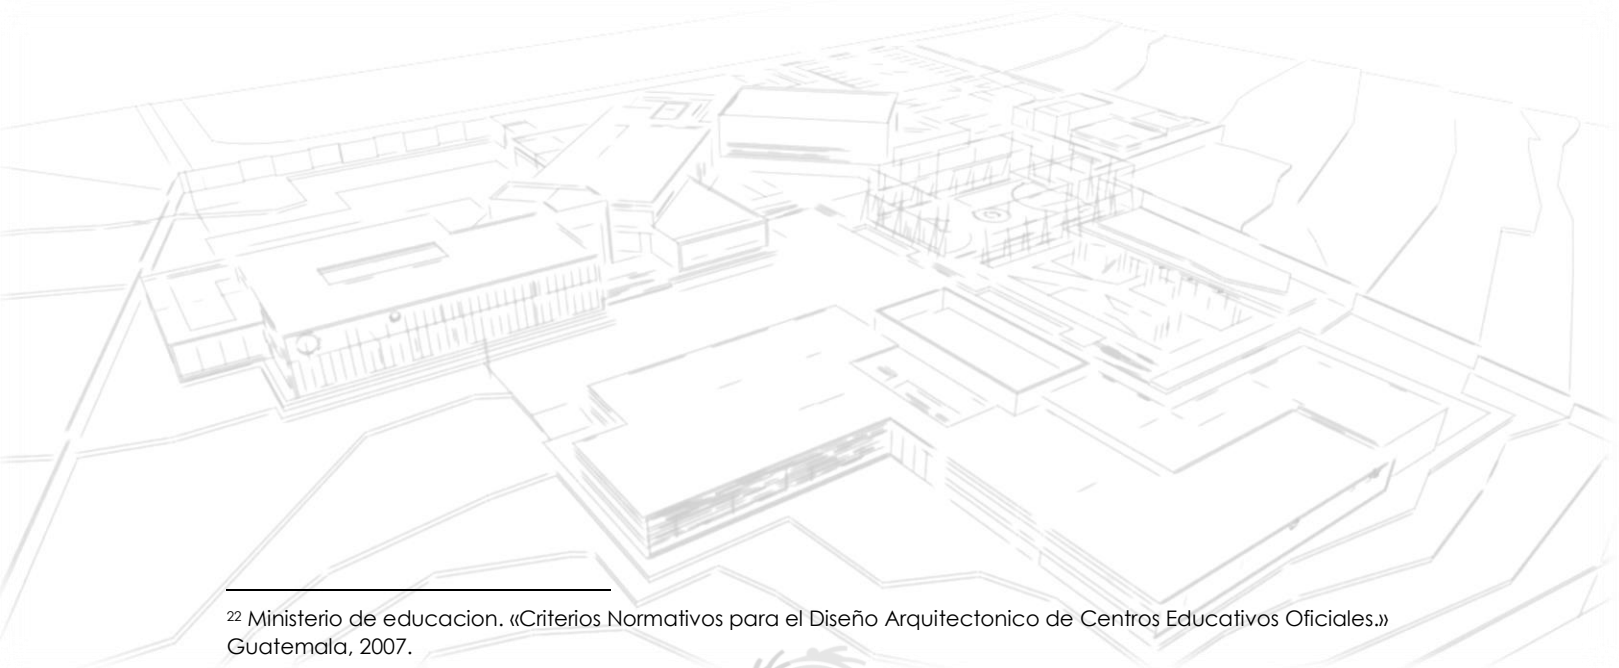 ²² Ministerio de educacion. «Criterios Normativos para el Diseño Arquitectonico de Centros Educativos Oficiales.»
Guatemala, 2007.